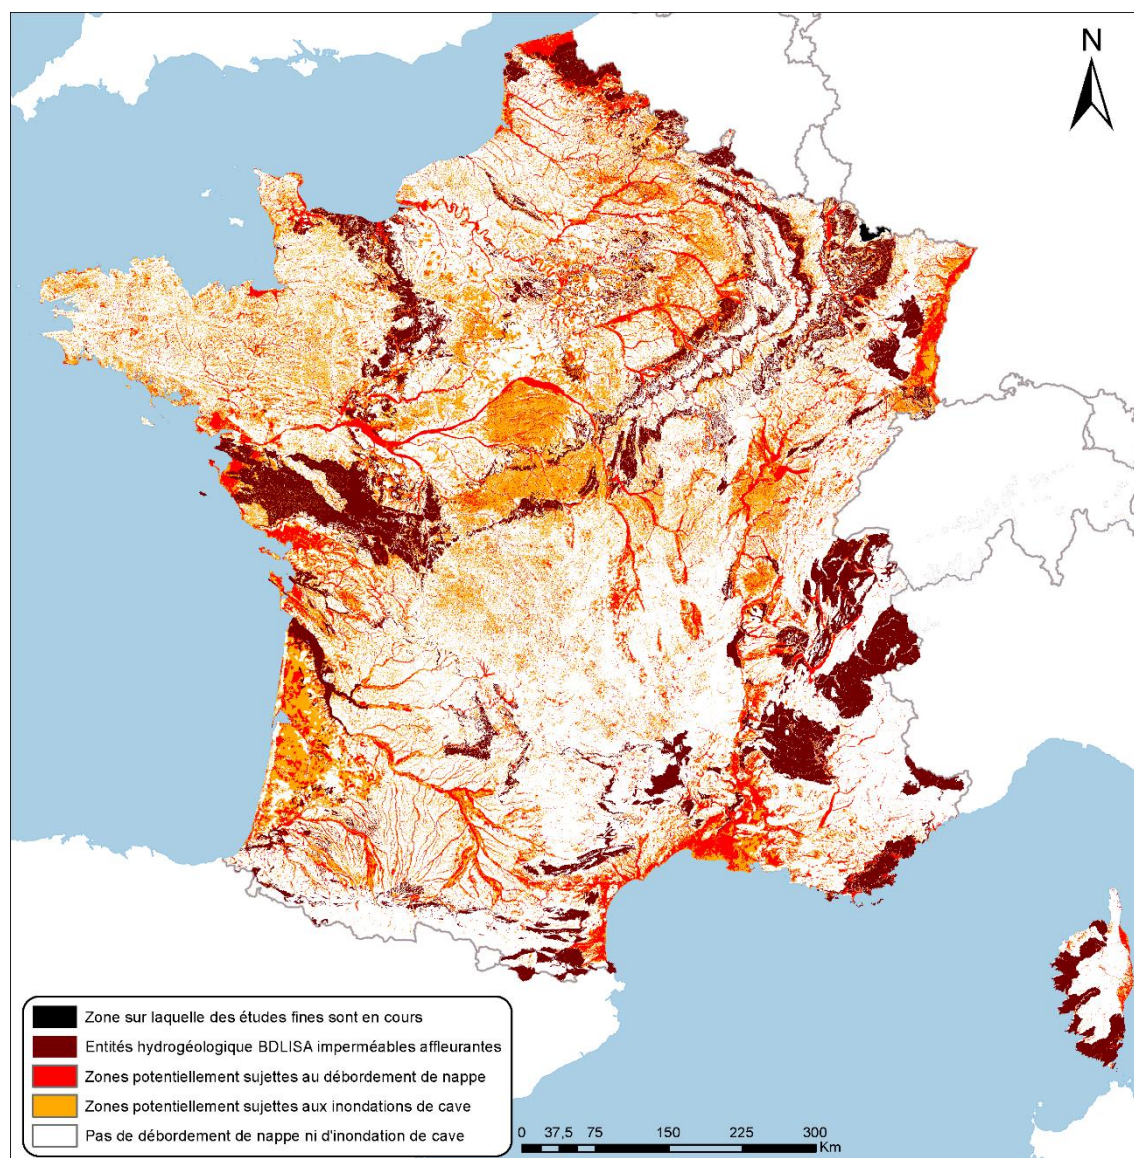 N
Zone sur laquelle des études fines sont en cours
Entités hydrogéologique BDLISA imperméables affleurantes
Zones potentiellement sujettes au débordement de nappe
Zones potentiellement sujettes aux inondations de cave
Pas de débordement de nappe ni d'inondation de cave
0 37,5 75 150 225 300
Km